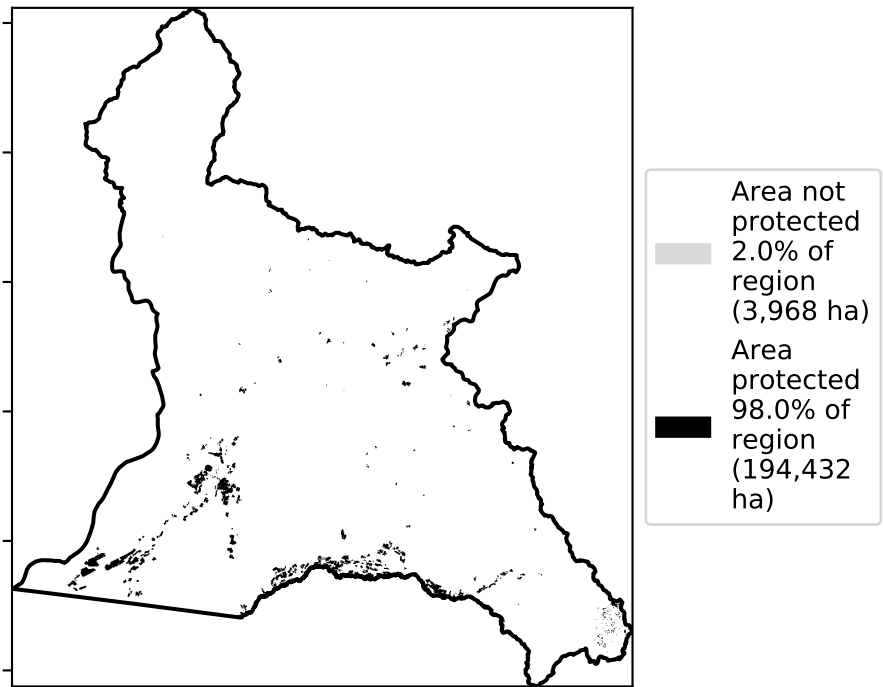 Area not
protected
2.0% of
region
(3,968 ha)
Area
protected
98.0% of
region
(194,432
ha)